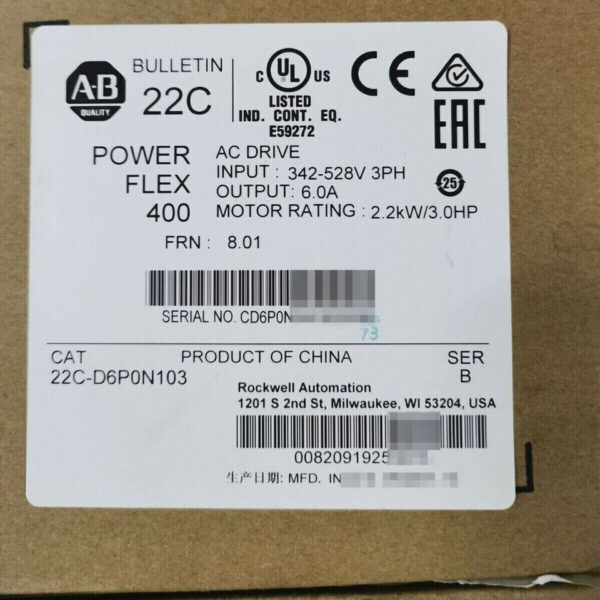 A-B
QUALITY
BULLETIN
22C
C UL US
LISTED
IND. CONT. EQ.
E59272
CE
EAC
25
POWER
FLEX
400
AC DRIVE
INPUT : 342-528V 3PH
OUTPUT: 6.0A
MOTOR RATING : 2.2kW/3.0HP
FRN : 8.01
SERIAL NO. CD6P0N
73
CAT
22C-D6P0N103
PRODUCT OF CHINA
SER
B
Rockwell Automation
1201 S 2nd St, Milwaukee, WI 53204, USA
0082091925
生产日期: MFD. IN